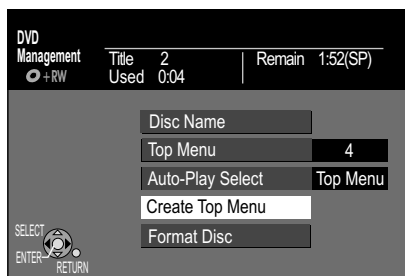 DVD
Management
+RW
Title 2 Remain 1:52(SP)
Used 0:04
Disc Name
Top Menu 4
Auto-Play Select Top Menu
Create Top Menu
Format Disc
SELECT
ENTER
RETURN